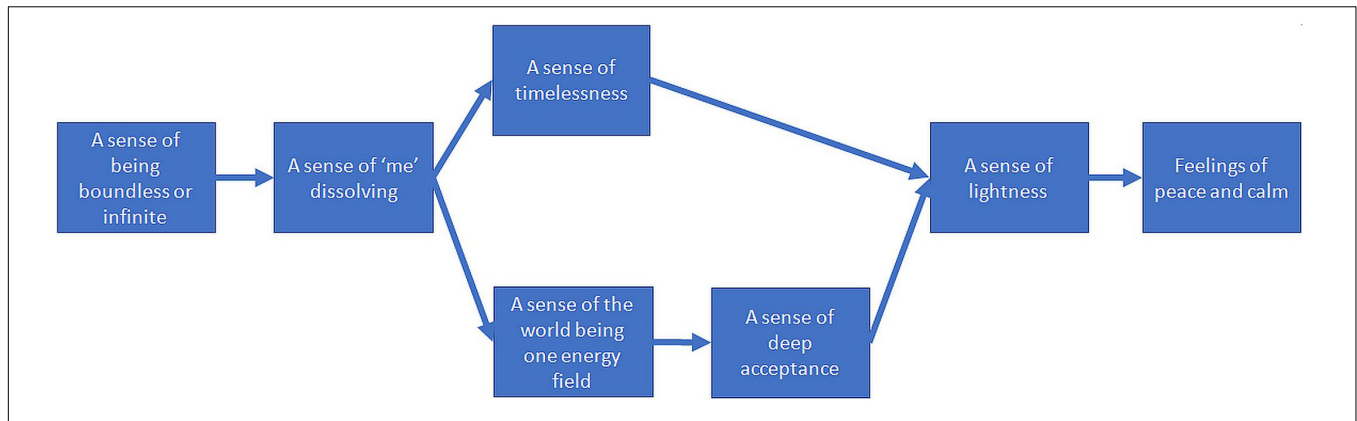 A sense of
being
boundless or
infinite
A sense of ‘me’
dissolving
A sense of
timelessness
A sense of the
world being
one energy
field
A sense of
deep
acceptance
A sense of
lightness
Feelings of
peace and calm